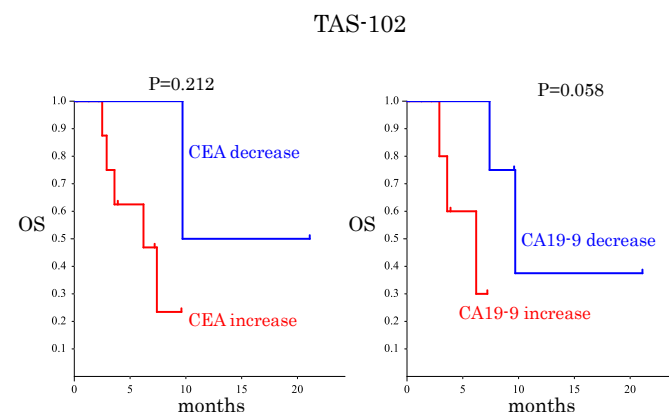 TAS-102
P=0.212
1.0
0.9
0.8
0.7
0.6
0.5
0.4
0.3
0.2
0.1
OS
CEA decrease
CEA increase
0 5 10 15 20
months
P=0.058
1.0
0.9
0.8
0.7
0.6
0.5
0.4
0.3
0.2
0.1
OS
CA19-9 decrease
CA19-9 increase
0 5 10 15 20
months